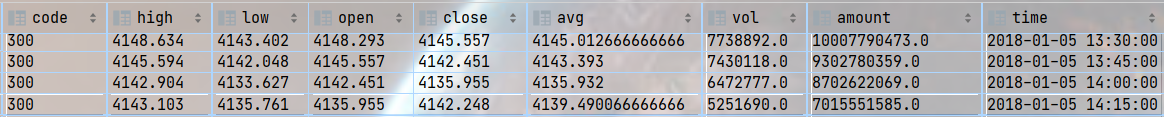 code high low open close avg vol amount time
300 4148.634 4143.402 4148.293 4145.557 4145.012666666666 7738892.0 10007790473.0 2018-01-05 13:30:00
300 4145.594 4142.048 4145.557 4142.451 4143.393 7430118.0 9302780359.0 2018-01-05 13:45:00
300 4142.904 4133.627 4142.451 4135.955 4135.932 6472777.0 8702622069.0 2018-01-05 14:00:00
300 4143.103 4135.761 4135.955 4142.248 4139.490066666666 5251690.0 7015551585.0 2018-01-05 14:15:00